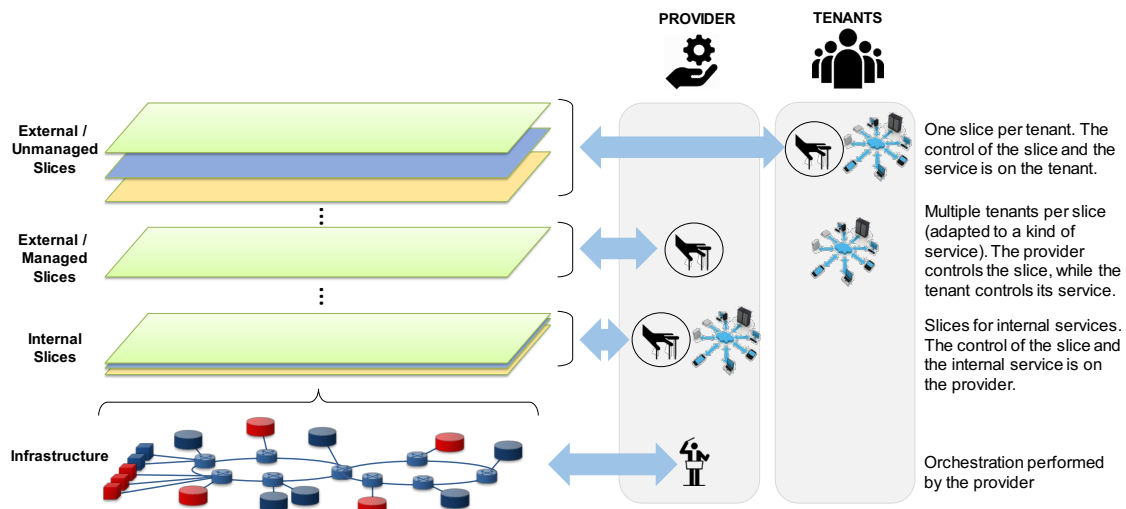 PROVIDER
TENANTS
External /
Unmanaged
Slices
One slice per tenant. The
control of the slice and the
service is on the tenant.
External /
Managed
Slices
Multiple tenants per slice
(adapted to a kind of
service). The provider
controls the slice, while the
tenant controls its service.
Internal
Slices
Slices for internal services.
The control of the slice and
the internal service is on
the provider.
Infrastructure
Orchestration performed
by the provider